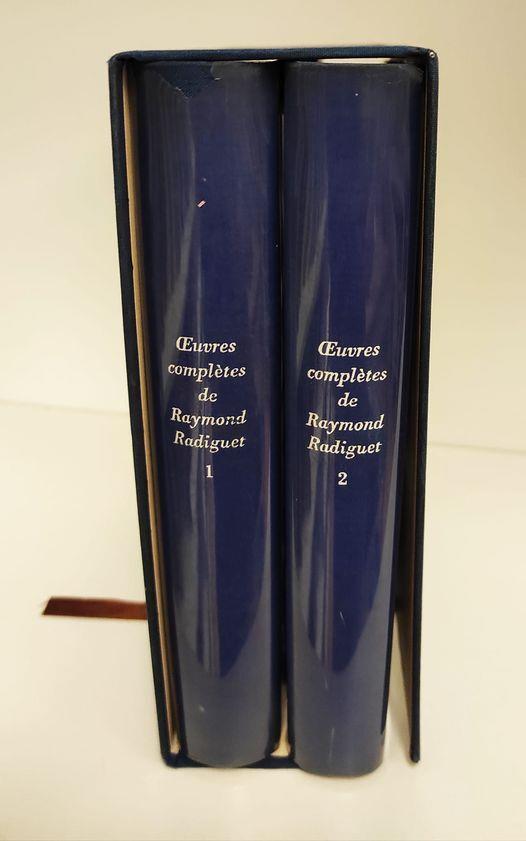 Œuvres
complètes
de
Raymond
Radiguet
1
Œuvres
complètes
de
Raymond
Radiguet
2